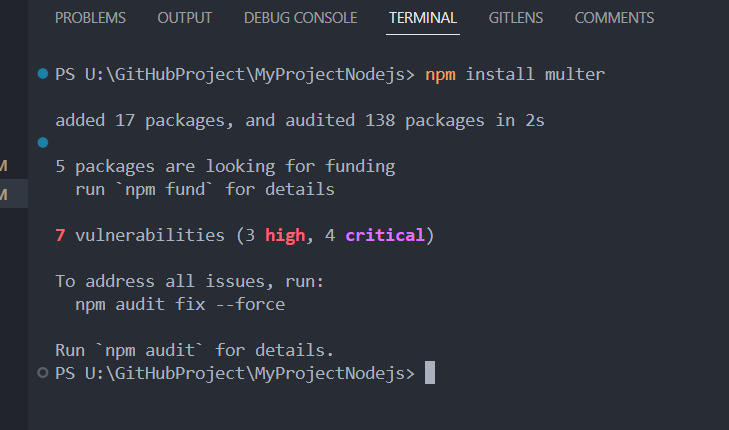 PROBLEMS OUTPUT DEBUG CONSOLE TERMINAL GITLENS COMMENTS
PS U:\GitHubProject\MyProjectNodejs> npm install multer
added 17 packages, and audited 138 packages in 2s
5 packages are looking for funding
run `npm fund` for details
7 vulnerabilities (3 high, 4 critical)
To address all issues, run:
npm audit fix --force
Run `npm audit` for details.
PS U:\GitHubProject\MyProjectNodejs>
M
M